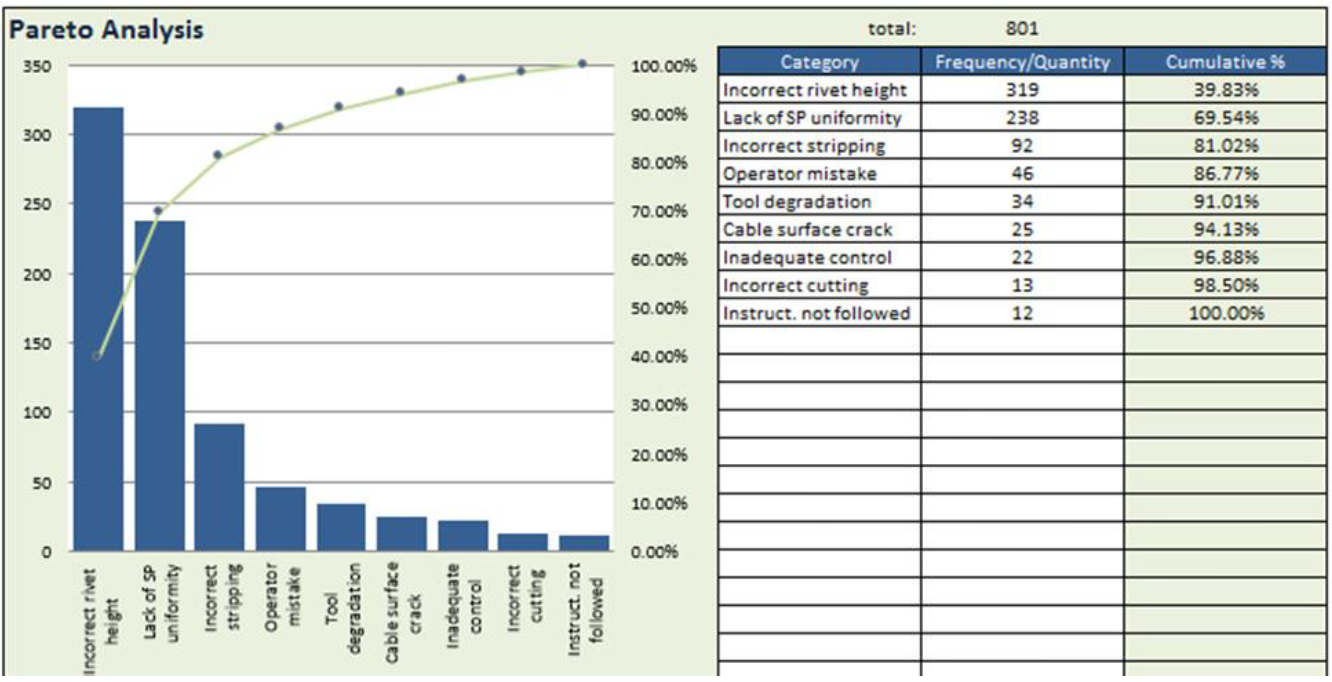 Pareto Analysis
total: 801
350
300
250
200
150
100
50
0
100.00%
90.00%
80.00%
70.00%
60.00%
50.00%
40.00%
30.00%
20.00%
10.00%
0.00%
Incorrect rivet
height
Lack of SP
uniformity
Incorrect
stripping
Operator
mistake
Tool
degradation
Cable surface
crack
Inadequate
control
Incorrect
cutting
Instruct. not
followed
Category Frequency/Quantity Cumulative %
Incorrect rivet height 319 39.83%
Lack of SP uniformity 238 69.54%
Incorrect stripping 92 81.02%
Operator mistake 46 86.77%
Tool degradation 34 91.01%
Cable surface crack 25 94.13%
Inadequate control 22 96.88%
Incorrect cutting 13 98.50%
Instruct. not followed 12 100.00%